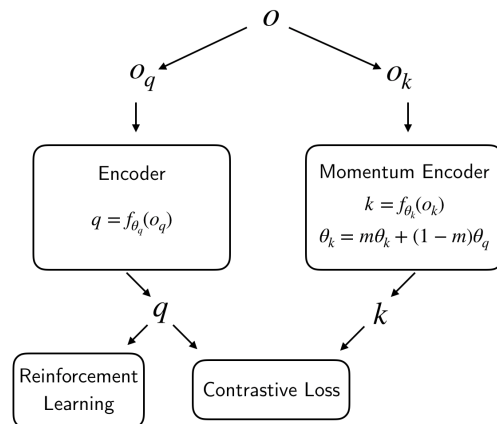 o
o_q o_k
Encoder
q = f_{θ_q}(o_q)
Momentum Encoder
k = f_{θ_k}(o_k)
θ_k = mθ_k + (1 − m)θ_q
q k
Reinforcement
Learning
Contrastive Loss